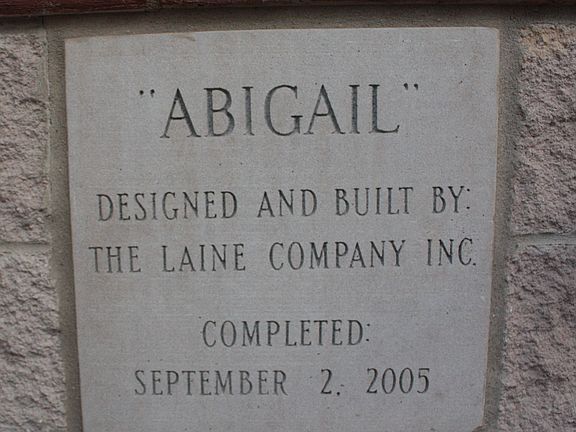 "ABIGAIL"
DESIGNED AND BUILT BY:
THE LAINE COMPANY INC.
COMPLETED:
SEPTEMBER 2, 2005